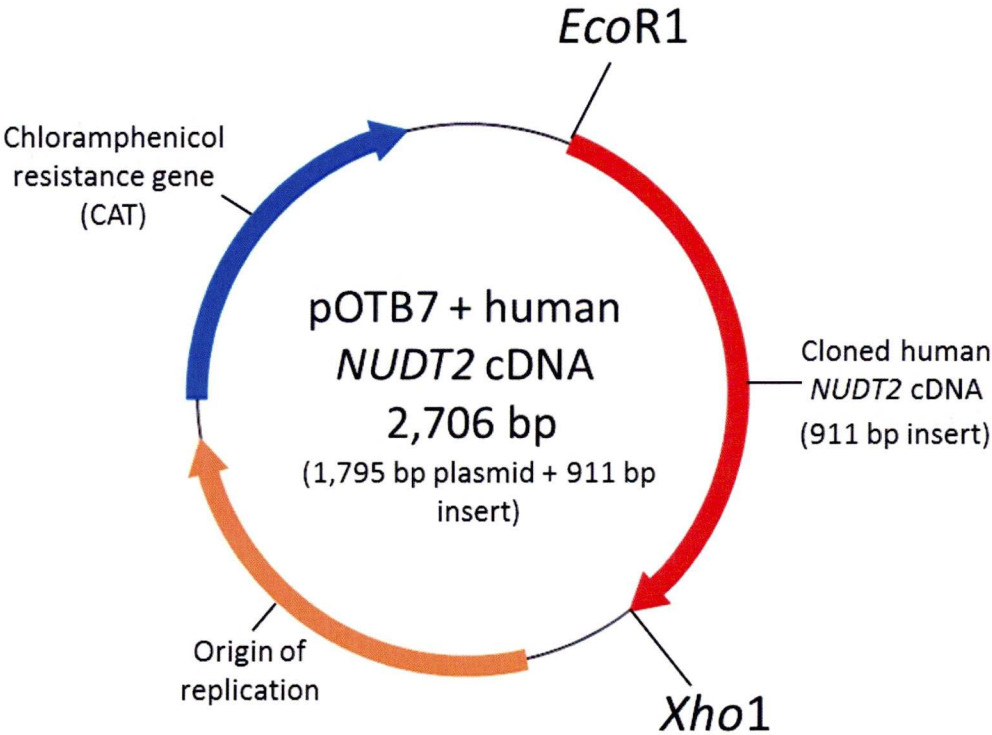 EcoR1
Chloramphenicol
resistance gene
(CAT)
pOTB7 + human
NUDT2 cDNA
2,706 bp
(1,795 bp plasmid + 911 bp
insert)
Cloned human
NUDT2 cDNA
(911 bp insert)
Origin of
replication
Xho1